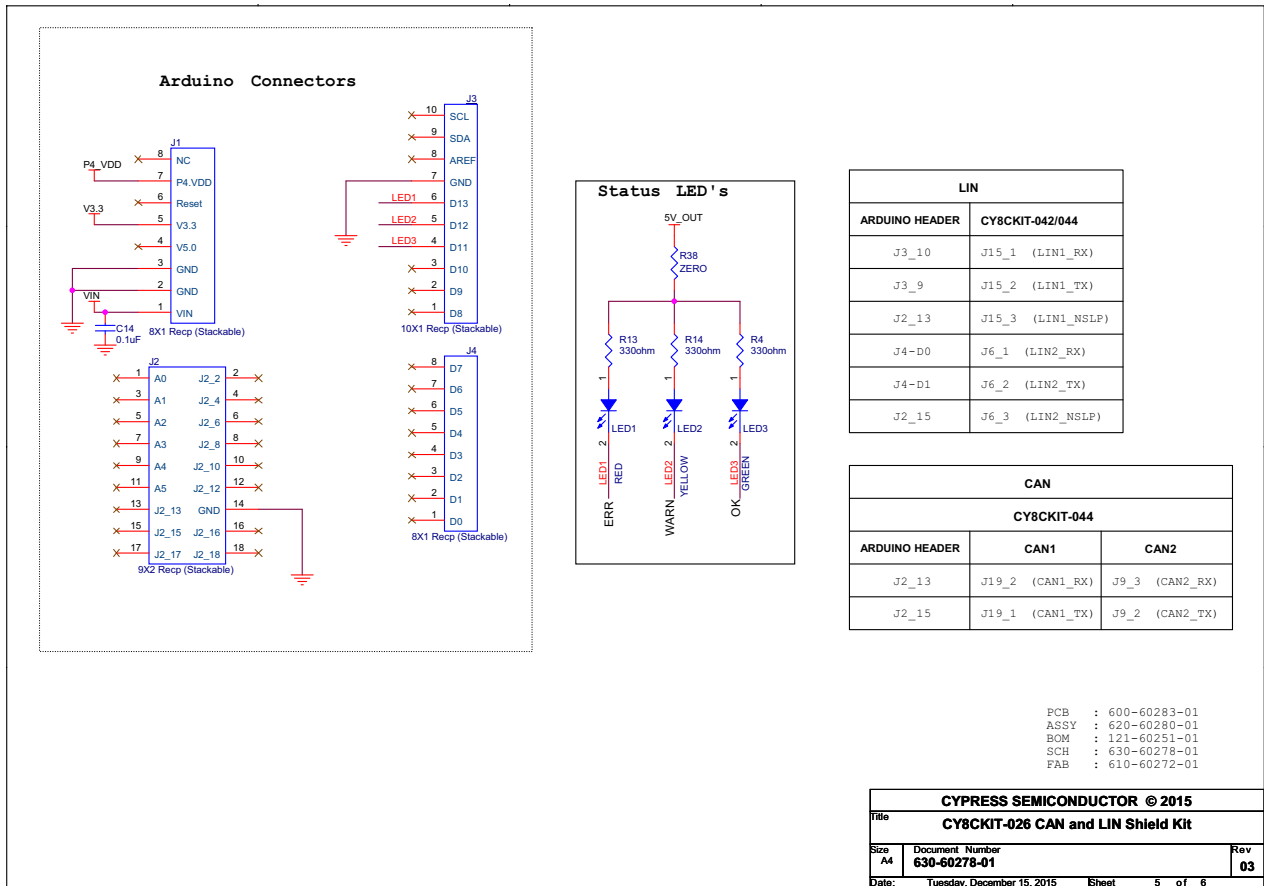 Arduino Connectors
J1
8 NC
P4_VDD
7 P4.VDD
6 Reset
V3.3
5 V3.3
4 V5.0
3 GND
2 GND
VIN
1 VIN
C14
0.1uF
8X1 Recp (Stackable)
J3
10 SCL
9 SDA
8 AREF
7 GND
LED1 6 D13
LED2 5 D12
LED3 4 D11
3 D10
2 D9
1 D8
10X1 Recp (Stackable)
J2
1 A0 J2_2 2
3 A1 J2_4 4
5 A2 J2_6 6
7 A3 J2_8 8
9 A4 J2_10 10
11 A5 J2_12 12
13 J2_13 GND 14
15 J2_15 J2_16 16
17 J2_17 J2_18 18
9X2 Recp (Stackable)
J4
8 D7
7 D6
6 D5
5 D4
4 D3
3 D2
2 D1
1 D0
8X1 Recp (Stackable)
Status LED's
5V_OUT
R38
ZERO
R13
330ohm
R14
330ohm
R4
330ohm
1 1 1
LED1 LED2 LED3
2 2 2
LED1 RED
LED2 YELLOW
LED3 GREEN
ERR WARN OK
LIN
ARDUINO HEADER CY8CKIT-042/044
J3_10 J15_1 (LIN1_RX)
J3_9 J15_2 (LIN1_TX)
J2_13 J15_3 (LIN1_NSLP)
J4-D0 J6_1 (LIN2_RX)
J4-D1 J6_2 (LIN2_TX)
J2_15 J6_3 (LIN2_NSLP)
CAN
CY8CKIT-044
ARDUINO HEADER CAN1 CAN2
J2_13 J19_2 (CAN1_RX) J9_3 (CAN2_RX)
J2_15 J19_1 (CAN1_TX) J9_2 (CAN2_TX)
PCB : 600-60283-01
ASSY : 620-60280-01
BOM : 121-60251-01
SCH : 630-60278-01
FAB : 610-60272-01
CYPRESS SEMICONDUCTOR © 2015
Title
CY8CKIT-026 CAN and LIN Shield Kit
Size Document Number Rev
A4 630-60278-01 03
Date: Tuesday, December 15, 2015 Sheet 5 of 6